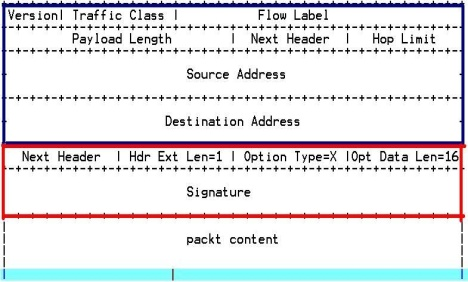 Version| Traffic Class | Flow Label
Payload Length | Next Header | Hop Limit
Source Address
Destination Address
Next Header | Hdr Ext Len=1 | Option Type=X |Opt Data Len=16
Signature
packt content